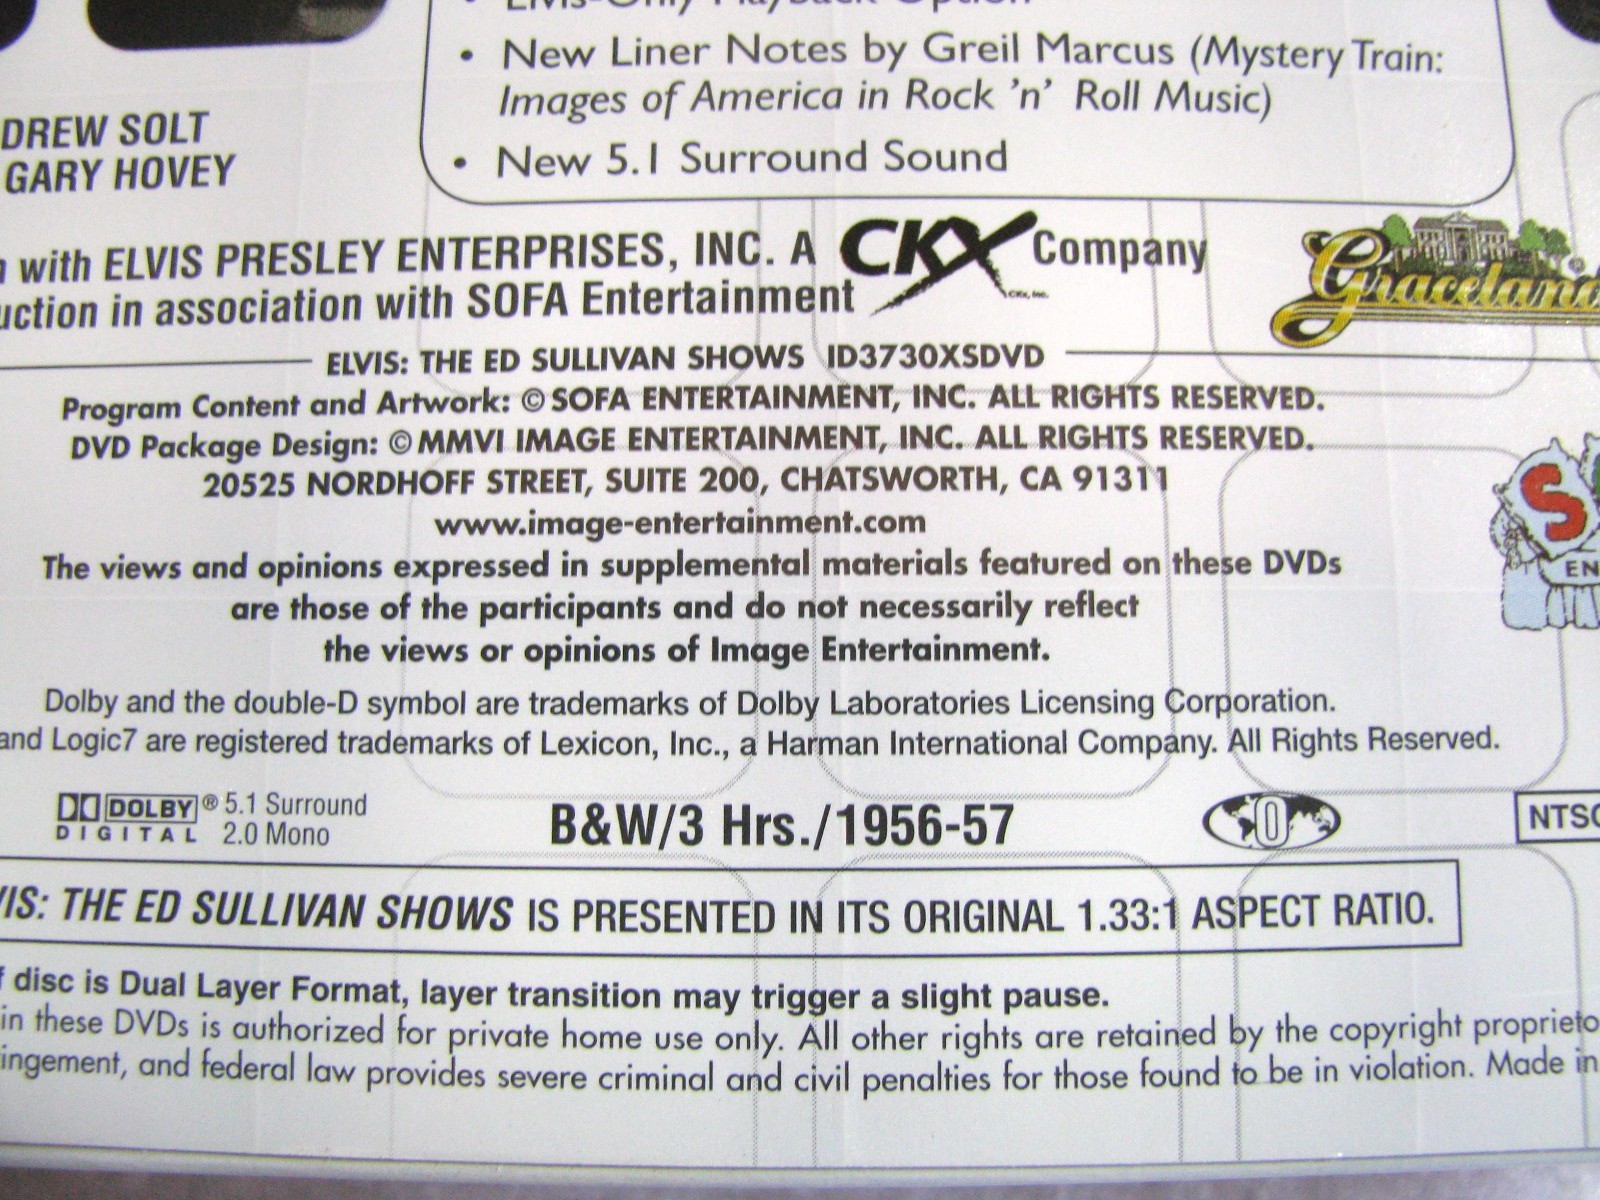 Elvis-Only Playback Option
• New Liner Notes by Greil Marcus (Mystery Train:
Images of America in Rock 'n' Roll Music)
• New 5.1 Surround Sound
DREW SOLT
GARY HOVEY
with ELVIS PRESLEY ENTERPRISES, INC. A CKX Company
uction in association with SOFA Entertainment
Graceland
ELVIS: THE ED SULLIVAN SHOWS ID3730XSDVD
Program Content and Artwork: © SOFA ENTERTAINMENT, INC. ALL RIGHTS RESERVED.
DVD Package Design: © MMVI IMAGE ENTERTAINMENT, INC. ALL RIGHTS RESERVED.
20525 NORDHOFF STREET, SUITE 200, CHATSWORTH, CA 91311
www.image-entertainment.com
The views and opinions expressed in supplemental materials featured on these DVDs
are those of the participants and do not necessarily reflect
the views or opinions of Image Entertainment.
S
EN
Dolby and the double-D symbol are trademarks of Dolby Laboratories Licensing Corporation.
and Logic7 are registered trademarks of Lexicon, Inc., a Harman International Company. All Rights Reserved.
DOLBY ® 5.1 Surround
DIGITAL 2.0 Mono
B&W/3 Hrs./1956-57
0
NTSC
IS: THE ED SULLIVAN SHOWS IS PRESENTED IN ITS ORIGINAL 1.33:1 ASPECT RATIO.
f disc is Dual Layer Format, layer transition may trigger a slight pause.
in these DVDs is authorized for private home use only. All other rights are retained by the copyright proprieto
ingement, and federal law provides severe criminal and civil penalties for those found to be in violation. Made in